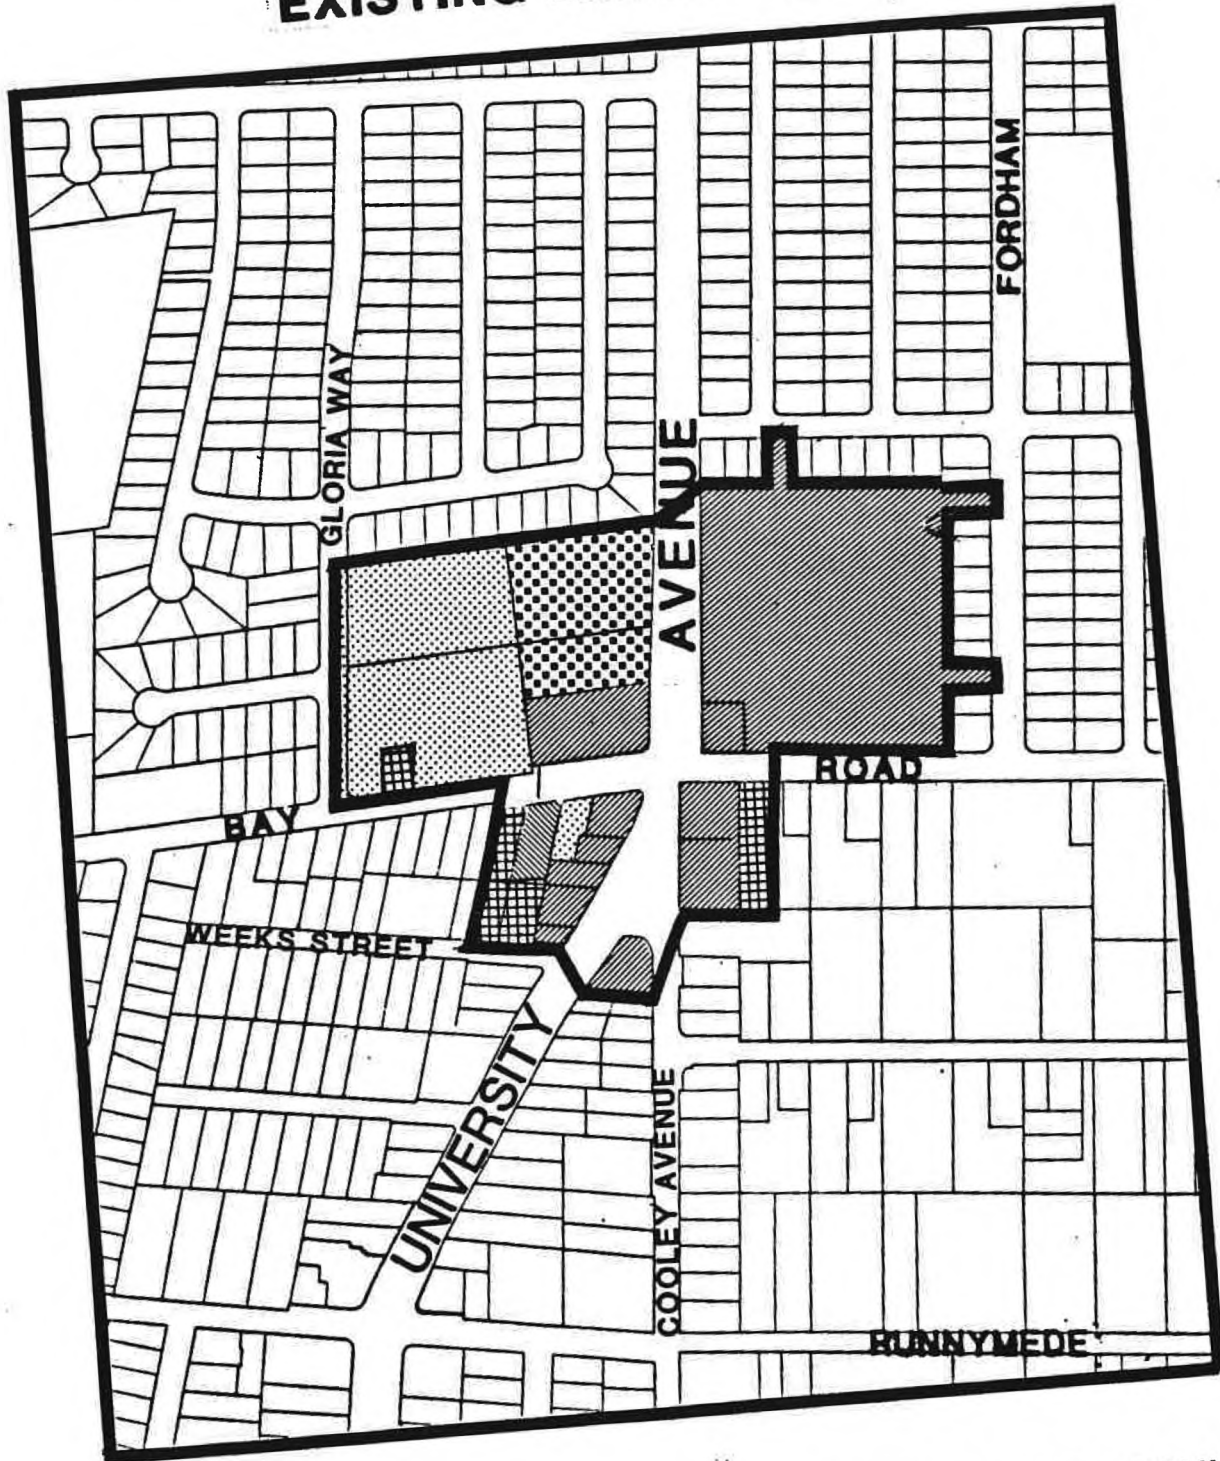 EXISTING
FORDHAM
GLORIA WAY
AVENUE
ROAD
BAY
WEEKS STREET
UNIVERSITY
COOLEY AVENUE
RUNNYMEDE